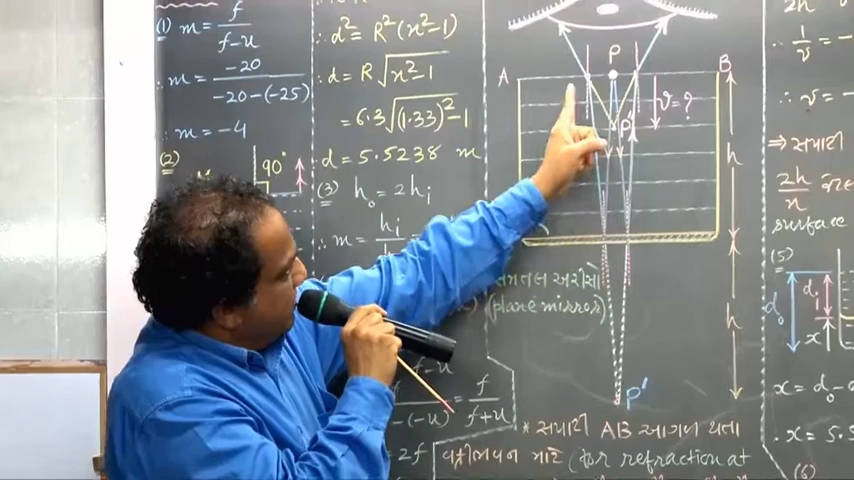 (1) m = f / f-u
∴ m = -20 / -20-(-25)
∴ m = -4
(2)
90°
∴ d² = R²(x²-1)
∴ d = R√x²-1
= 6.3√(1.33)²-1
d = 5.5238 m
(3) h₀ = 2hᵢ
∴ m = hᵢ
f-u
-(-u) = f / f+u
2f
A
P
B
v = ?
P''
h
h
સમતલ અરીસો
(plane mirror)
P'
* સપાટી AB આગળ થતા
વક્રીભવન માટે (for refraction at
2h
∴ 1/v = -
∴ v = -
⇒ સપાટી
2h / n
surface
(5)
d₀
dᵢ
x
x = d₀
∴ x = 5.5
(6)